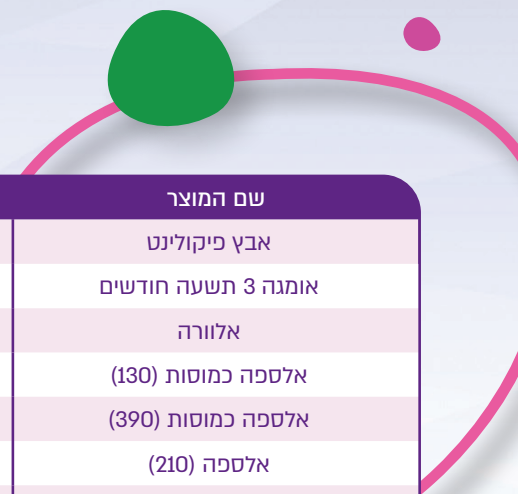 שם המוצר
אבץ פיקולינט
אומגה 3 תשעה חודשים
אלוורה
אלספה כמוסות (130)
אלספה כמוסות (390)
אלספה (210)